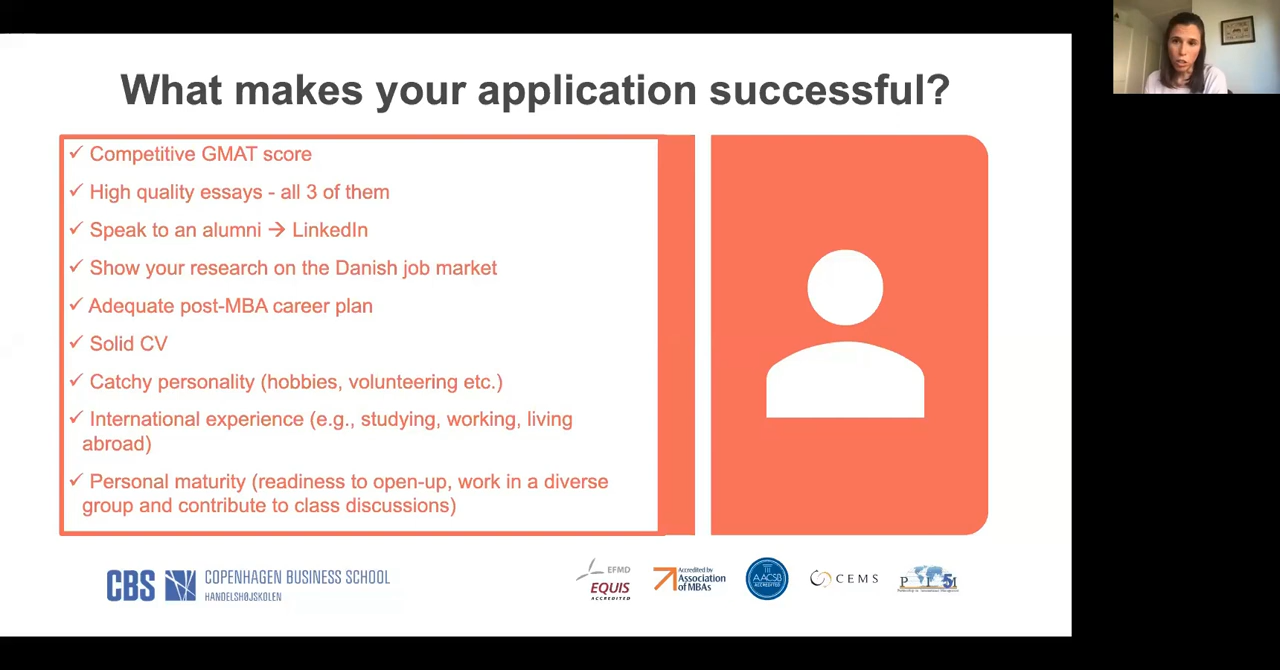 What makes your application successful?
✓ Competitive GMAT score
✓ High quality essays - all 3 of them
✓ Speak to an alumni → LinkedIn
✓ Show your research on the Danish job market
✓ Adequate post-MBA career plan
✓ Solid CV
✓ Catchy personality (hobbies, volunteering etc.)
✓ International experience (e.g., studying, working, living
abroad)
✓ Personal maturity (readiness to open-up, work in a diverse
group and contribute to class discussions)
CBS
COPENHAGEN BUSINESS SCHOOL
HANDELSHØJSKOLEN
EFMD
EQUIS
ACCREDITED
Accredited by
Association
of MBAs
AACSB
ACCREDITED
CEMS
PIM